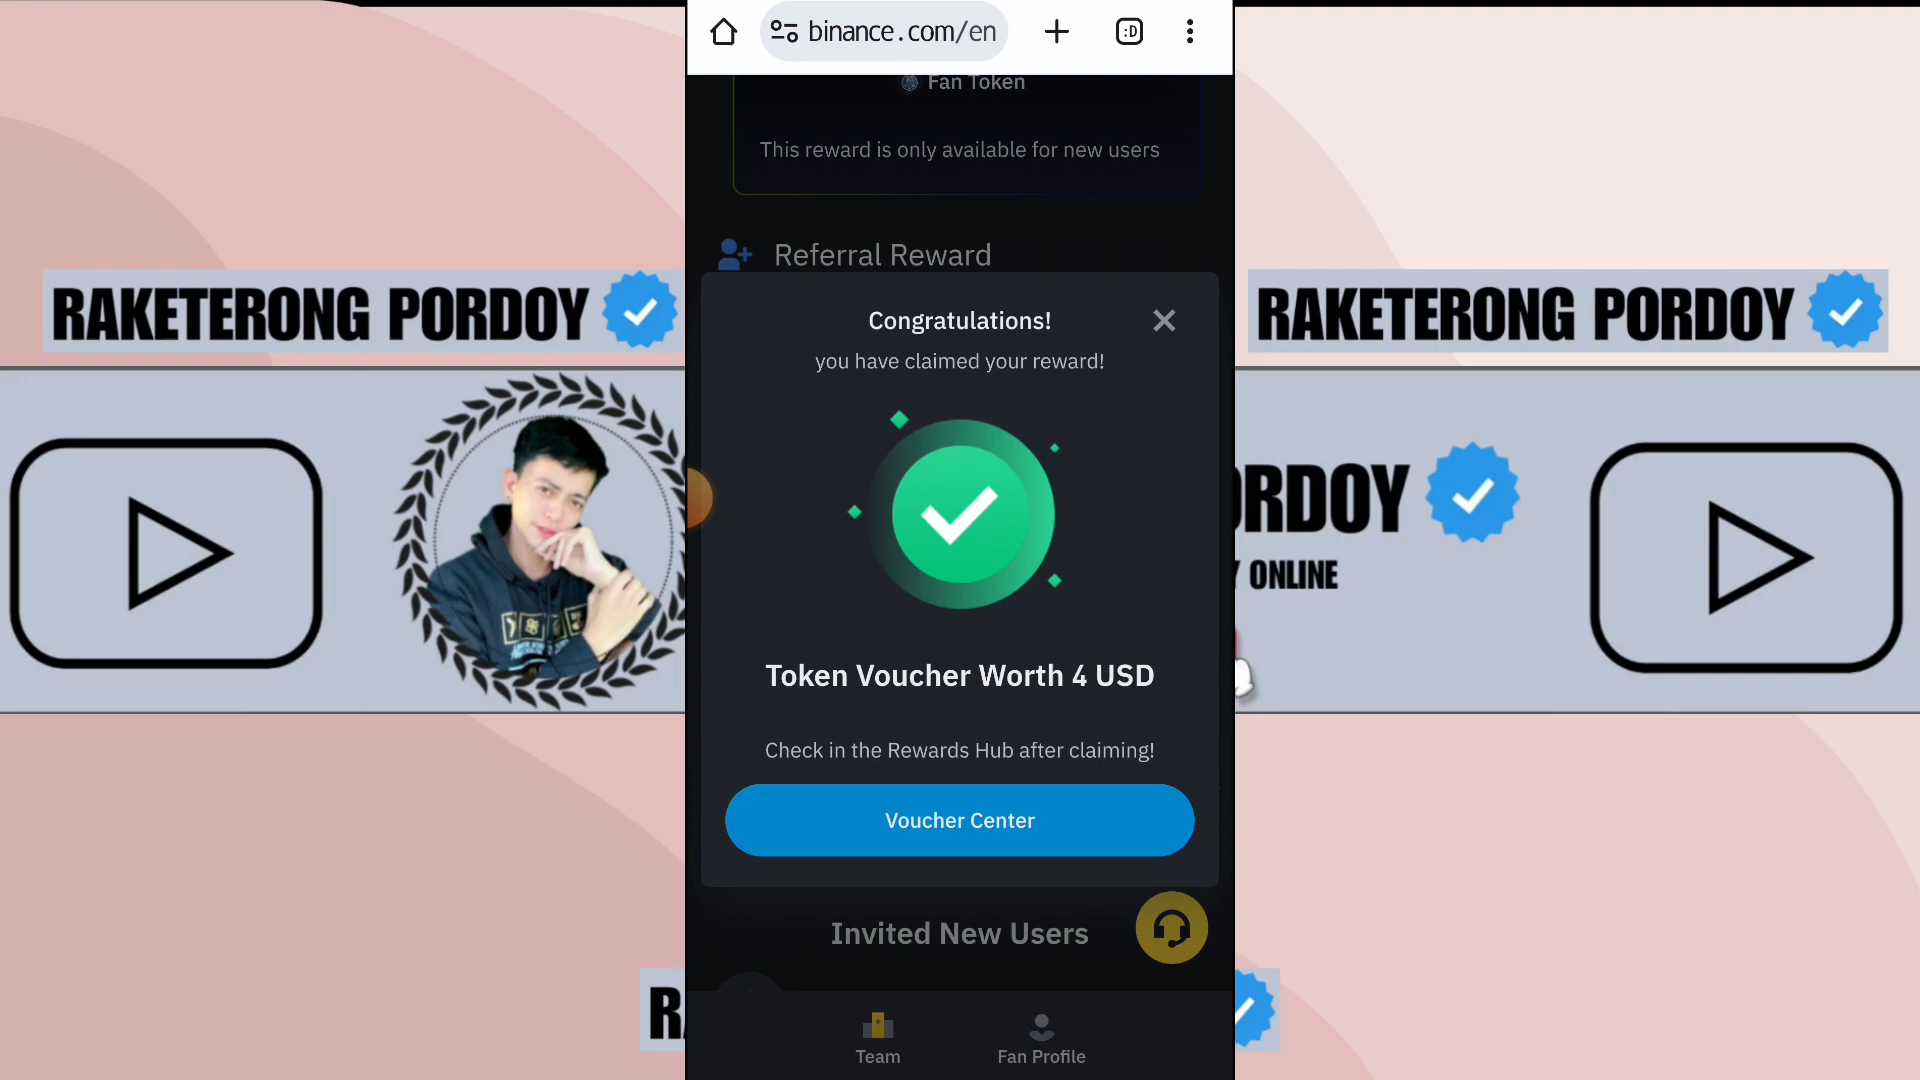 binance.com/en
:D
Fan Token
This reward is only available for new users
Referral Reward
RAKETERONG PORDOY
RAKETERONG PORDOY
Congratulations!
you have claimed your reward!
RDOY
ONLINE
Token Voucher Worth 4 USD
Check in the Rewards Hub after claiming!
Voucher Center
Invited New Users
Team
Fan Profile